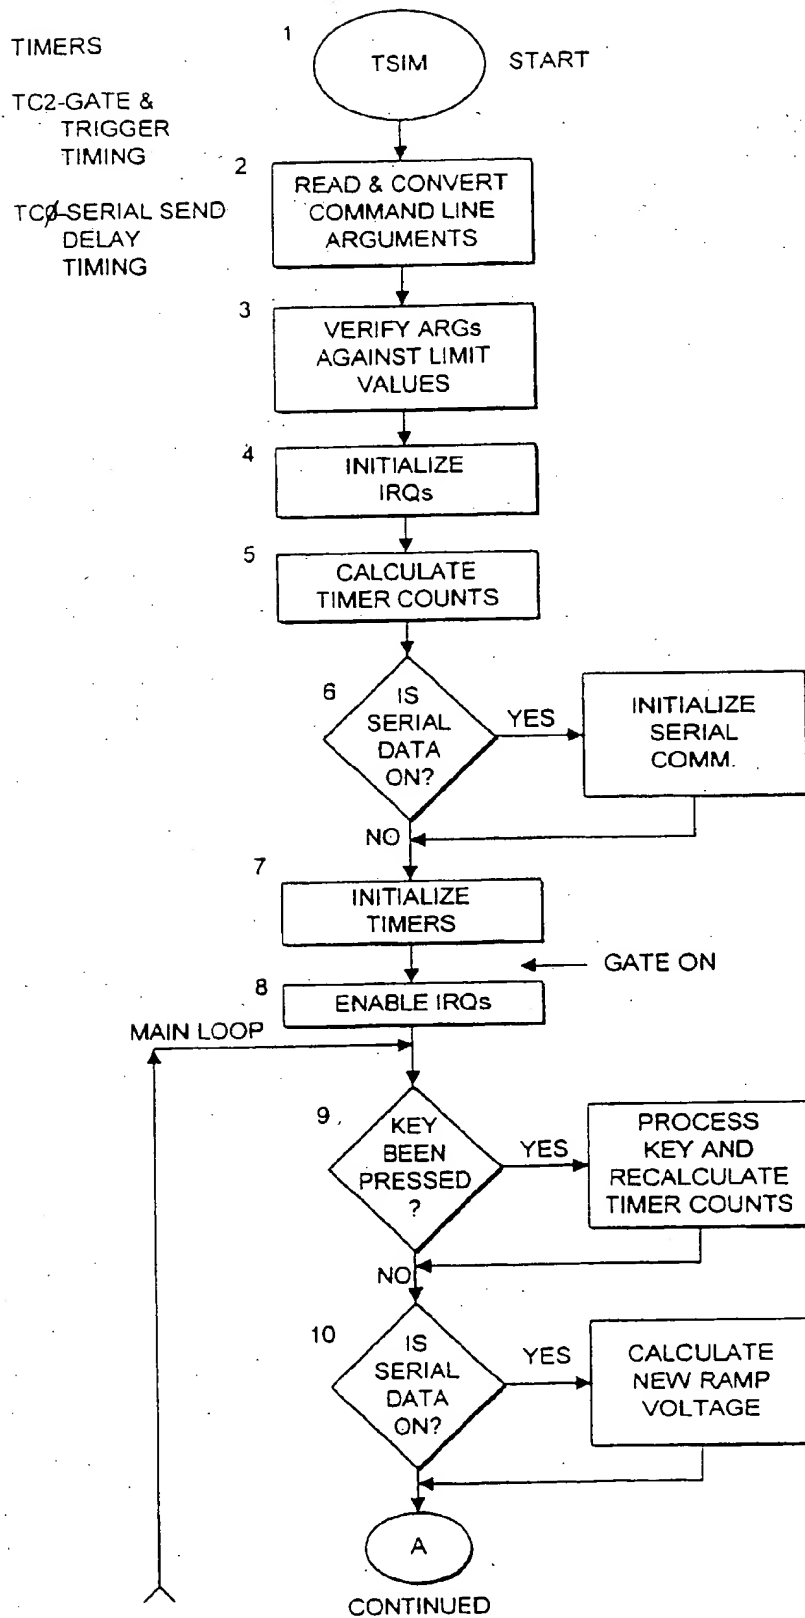 TIMERS
TC2-GATE &
TRIGGER
TIMING
TC0-SERIAL SEND
DELAY
TIMING
1
TSIM
START
2
READ & CONVERT
COMMAND LINE
ARGUMENTS
3
VERIFY ARGs
AGAINST LIMIT
VALUES
4
INITIALIZE
IRQs
5
CALCULATE
TIMER COUNTS
6
IS
SERIAL
DATA
ON?
YES
INITIALIZE
SERIAL
COMM.
NO
7
INITIALIZE
TIMERS
GATE ON
8
ENABLE IRQs
MAIN LOOP
9
KEY
BEEN
PRESSED
?
YES
PROCESS
KEY AND
RECALCULATE
TIMER COUNTS
NO
10
IS
SERIAL
DATA
ON?
YES
CALCULATE
NEW RAMP
VOLTAGE
A
CONTINUED